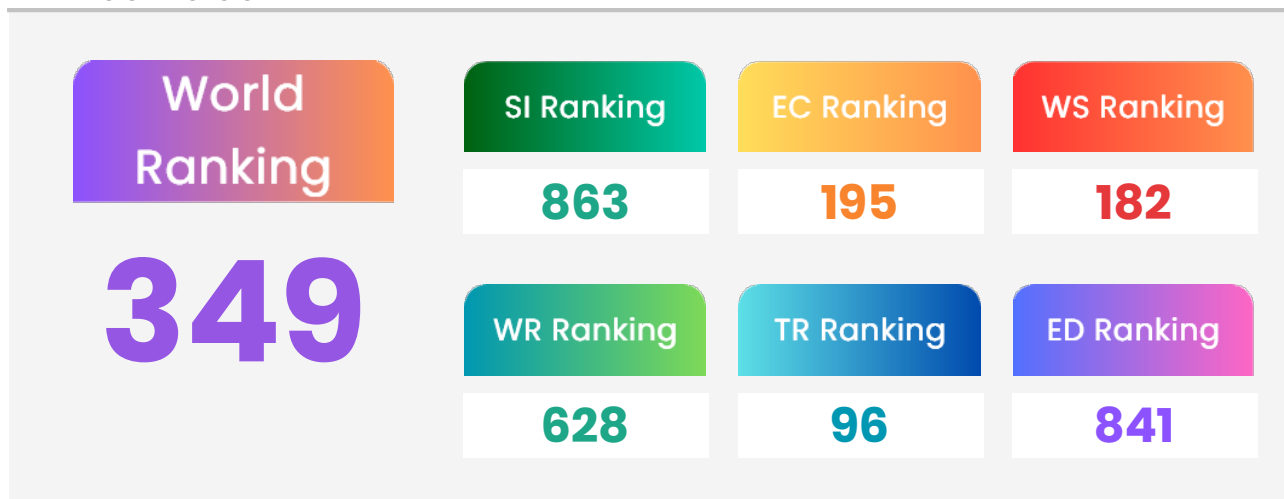 World
Ranking
349
SI Ranking
EC Ranking
WS Ranking
863
195
182
WR Ranking
TR Ranking
ED Ranking
628
96
841